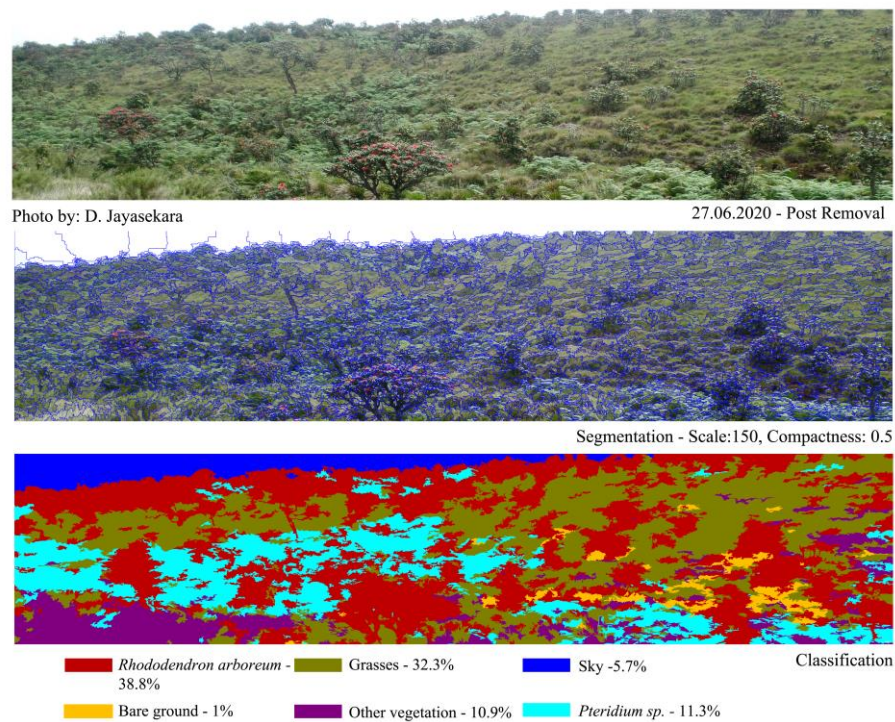 Photo by: D. Jayasekara
27.06.2020 - Post Removal
Segmentation - Scale:150, Compactness: 0.5
Classification
Rhododendron arboreum - 38.8%
Grasses - 32.3%
Sky -5.7%
Bare ground - 1%
Other vegetation - 10.9%
Pteridium sp. - 11.3%